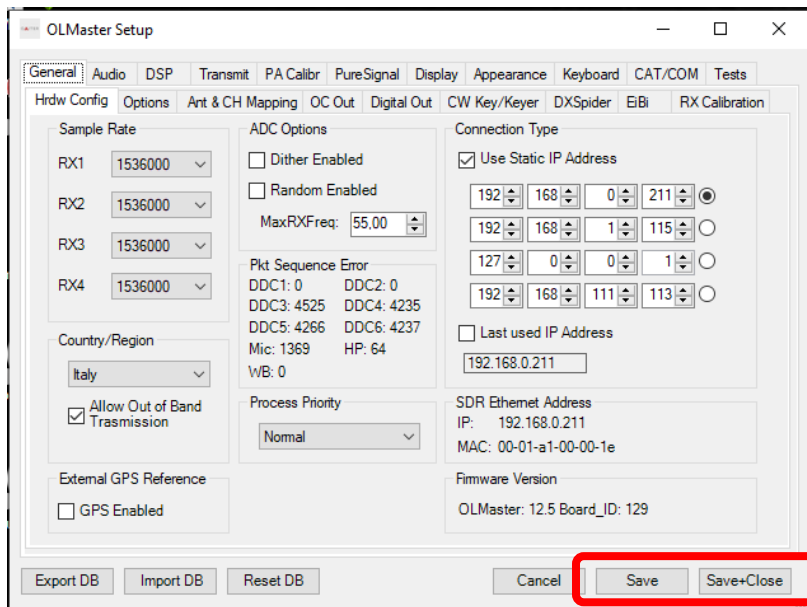 OLMaster Setup
General Audio DSP Transmit PA Calibr PureSignal Display Appearance Keyboard CAT/COM Tests
Hrdw Config Options Ant & CH Mapping OC Out Digital Out CW Key/Keyer DXSpider EiBi RX Calibration
Sample Rate
RX1 1536000
RX2 1536000
RX3 1536000
RX4 1536000
Country/Region
Italy
Allow Out of Band
Trasmission
External GPS Reference
GPS Enabled
ADC Options
Dither Enabled
Random Enabled
MaxRXFreq: 55,00
Pkt Sequence Error
DDC1: 0 DDC2: 0
DDC3: 4525 DDC4: 4235
DDC5: 4266 DDC6: 4237
Mic: 1369 HP: 64
WB: 0
Process Priority
Normal
Connection Type
Use Static IP Address
192 168 0 211
192 168 1 115
127 0 0 1
192 168 111 113
Last used IP Address
192.168.0.211
SDR Ethernet Address
IP: 192.168.0.211
MAC: 00-01-a1-00-00-1e
Firmware Version
OLMaster: 12.5 Board_ID: 129
Export DB Import DB Reset DB Cancel Save Save+Close